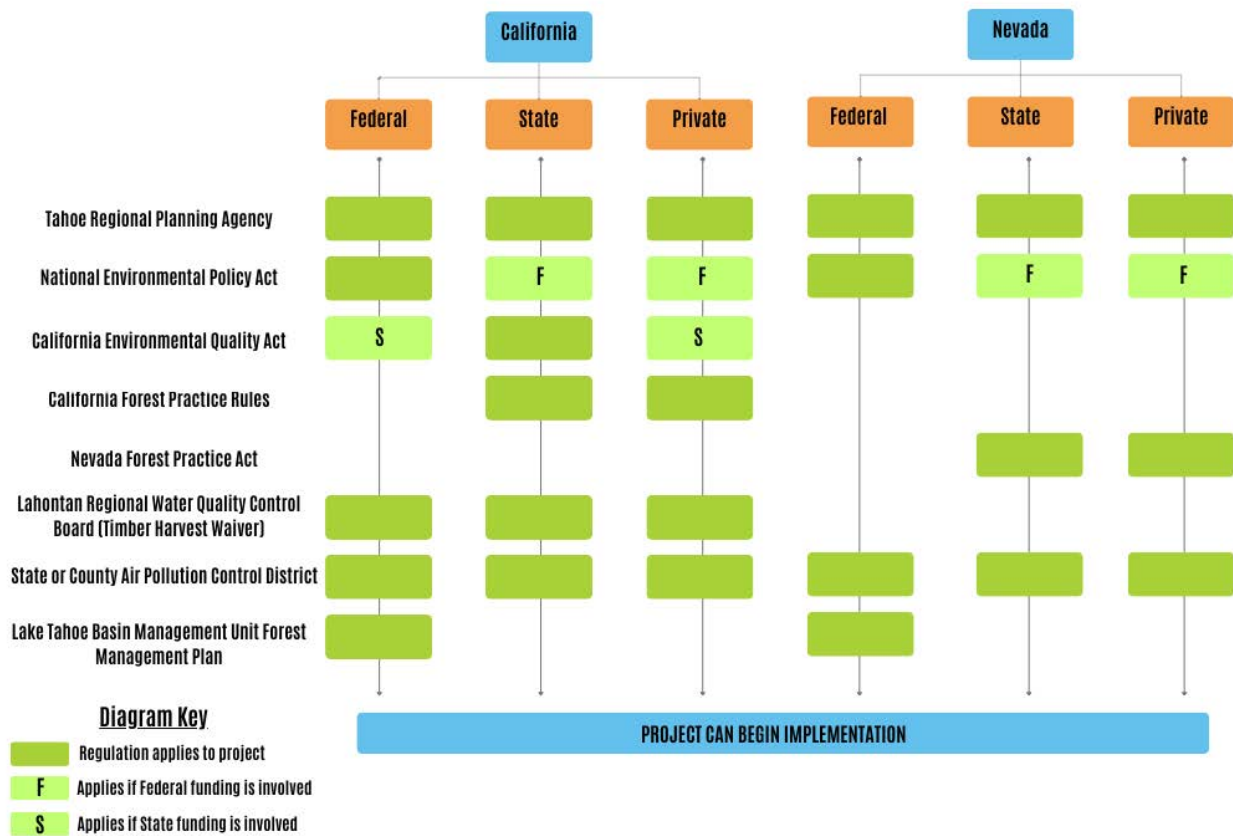 California
Nevada
Federal
State
Private
Federal
State
Private
Tahoe Regional Planning Agency
National Environmental Policy Act
F
F
F
F
California Environmental Quality Act
S
S
California Forest Practice Rules
Nevada Forest Practice Act
Lahontan Regional Water Quality Control
Board (Timber Harvest Waiver)
State or County Air Pollution Control District
Lake Tahoe Basin Management Unit Forest
Management Plan
PROJECT CAN BEGIN IMPLEMENTATION
Diagram Key
Regulation applies to project
F Applies if Federal funding is involved
S Applies if State funding is involved